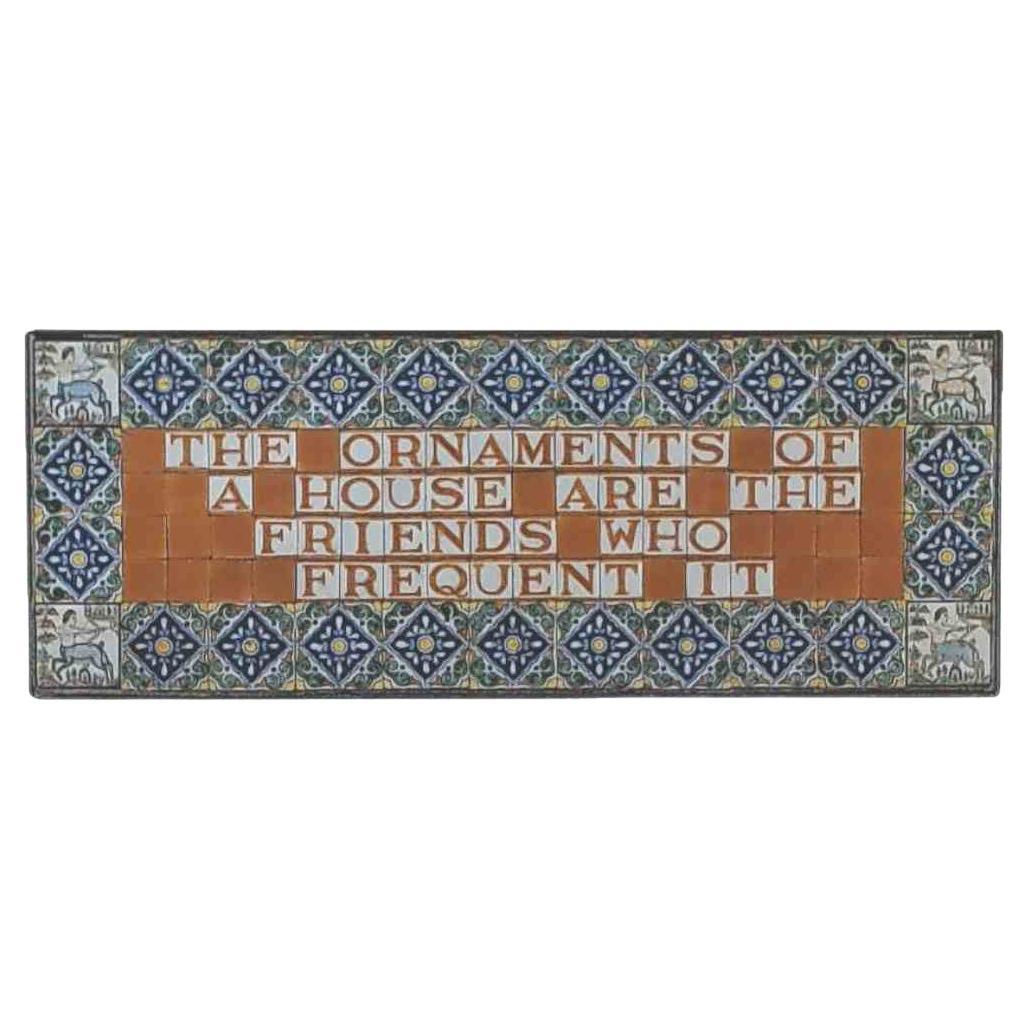 THE ORNAMENTS OF
A HOUSE ARE THE
FRIENDS WHO
FREQUENT IT